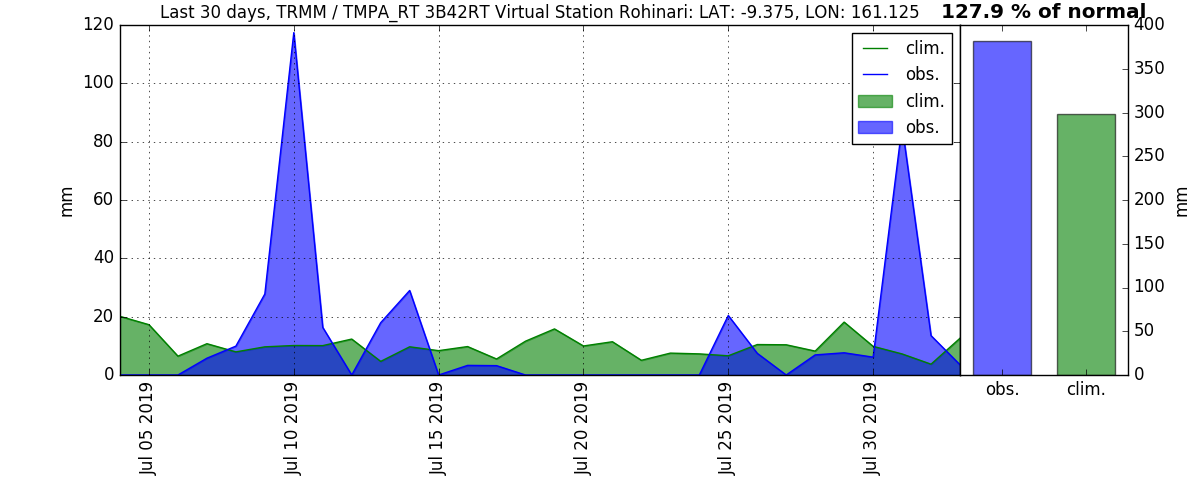 Last 30 days, TRMM / TMPA_RT 3B42RT Virtual Station Rohinari: LAT: -9.375, LON: 161.125
127.9 % of normal
120
100
80
60
40
20
0
mm
clim.
obs.
clim.
obs.
Jul 05 2019
Jul 10 2019
Jul 15 2019
Jul 20 2019
Jul 25 2019
Jul 30 2019
400
350
300
250
200
150
100
50
0
mm
obs.
clim.